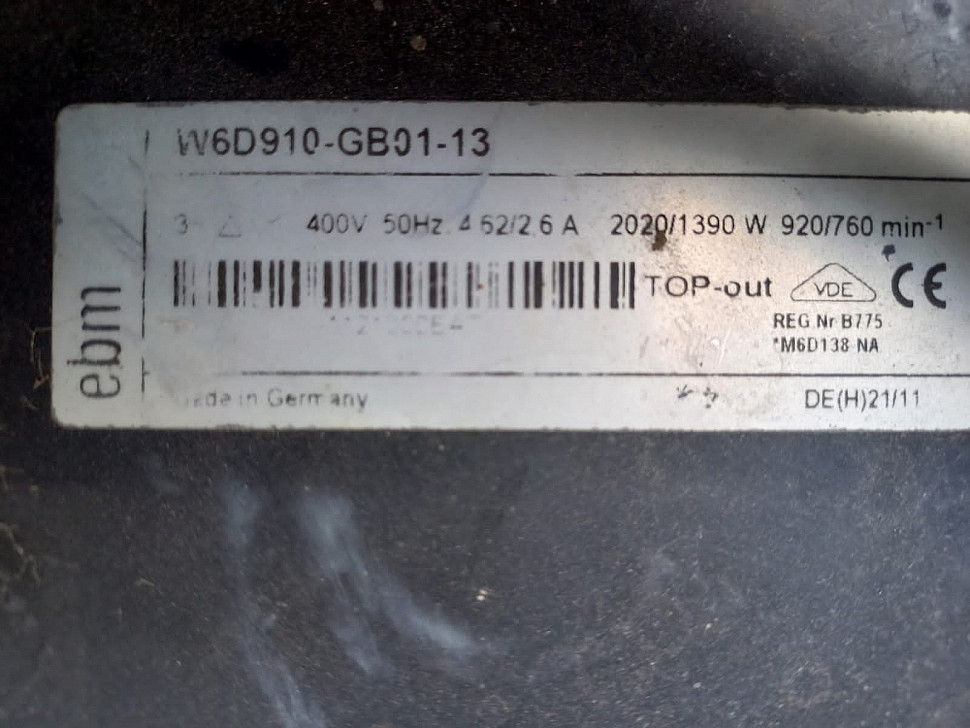 W6D910-GB01-13
3 △ 400V 50Hz 4.62/2.6 A 2020/1390 W 920/760 min-1
TOP-out VDE CE
REG Nr B775
*M6D138-NA
ebm
Made in Germany
DE(H)21/11